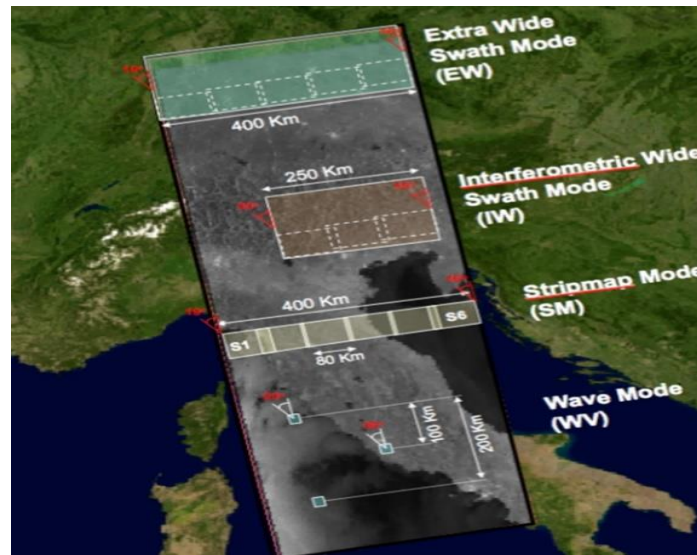 Extra Wide
Swath Mode
(EW)
400 Km
250 Km
Interferometric Wide
Swath Mode
(IW)
400 Km
Stripmap Mode
(SM)
S1
S6
80 Km
Wave Mode
(WV)
100 Km
200 Km